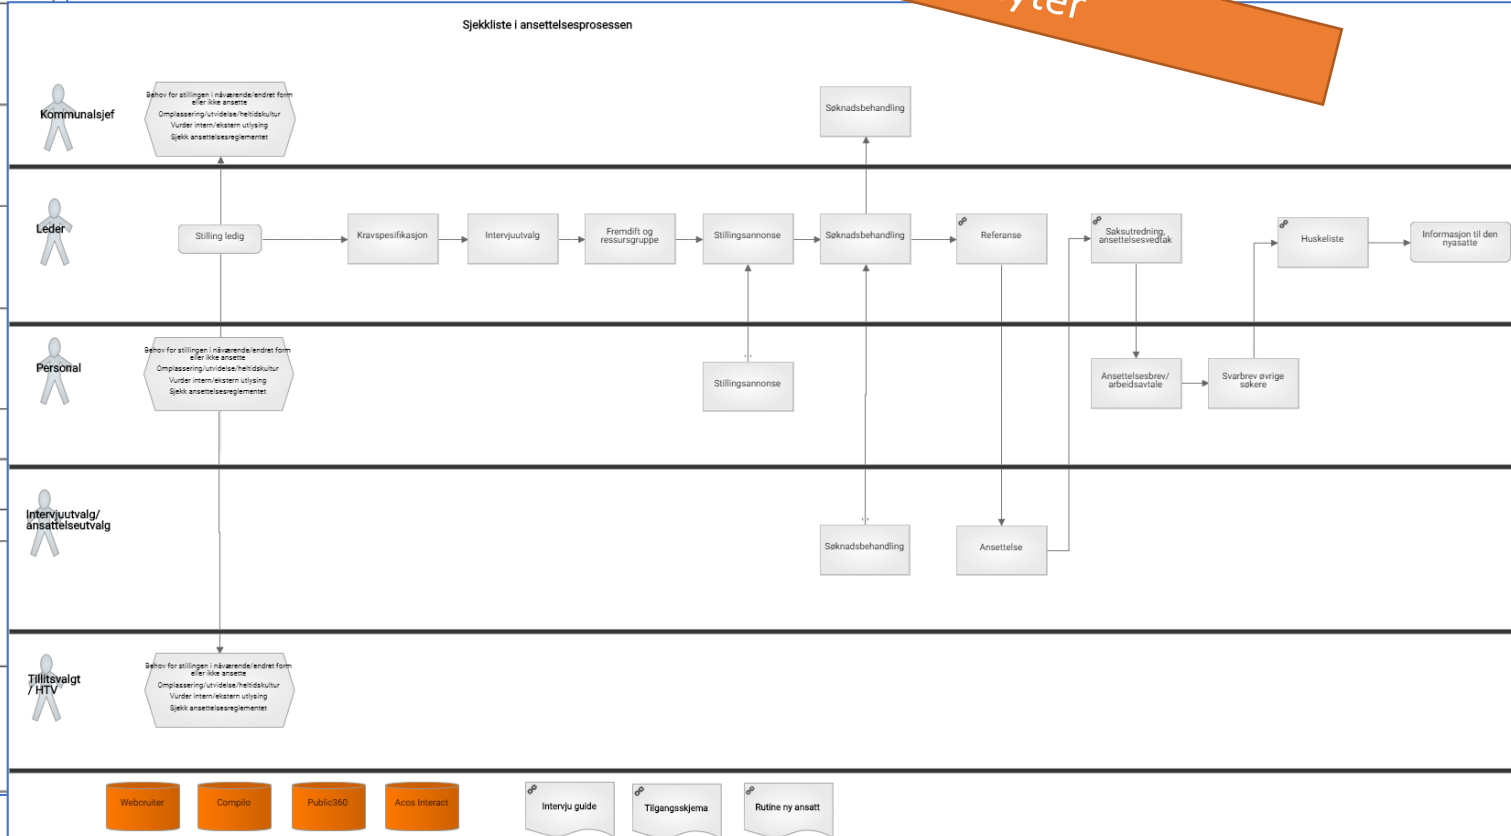 Sjekkliste i ansettelsesprosessen
Kommunalsjef
Behov for stillingen i nåværende/endret form
eller ikke ansette
Omplassering/utvidelse/heltidskultur
Vurder intern/ekstern utlysing
Sjekk ansettelsesreglementet
Søknadsbehandling
Leder
Stilling ledig
Kravspesifikasjon
Intervjuutvalg
Fremdift og
ressursgruppe
Stillingsannonse
Søknadsbehandling
Referanse
Saksutredning,
ansettelsesvedtak
Huskeliste
Informasjon til den
nyasatte
Personal
Behov for stillingen i nåværende/endret form
eller ikke ansette
Omplassering/utvidelse/heltidskultur
Vurder intern/ekstern utlysing
Sjekk ansettelsesreglementet
Stillingsannonse
Ansettelsesbrev/
arbeidsavtale
Svarbrev øvrige
søkere
Intervjuutvalg/
ansattelseutvalg
Søknadsbehandling
Ansettelse
Tillitsvalgt
/ HTV
Behov for stillingen i nåværende/endret form
eller ikke ansette
Omplassering/utvidelse/heltidskultur
Vurder intern/ekstern utlysing
Sjekk ansettelsesreglementet
Webcruiter
Compilo
Public360
Acos Interact
Intervju guide
Tilgangsskjema
Rutine ny ansatt